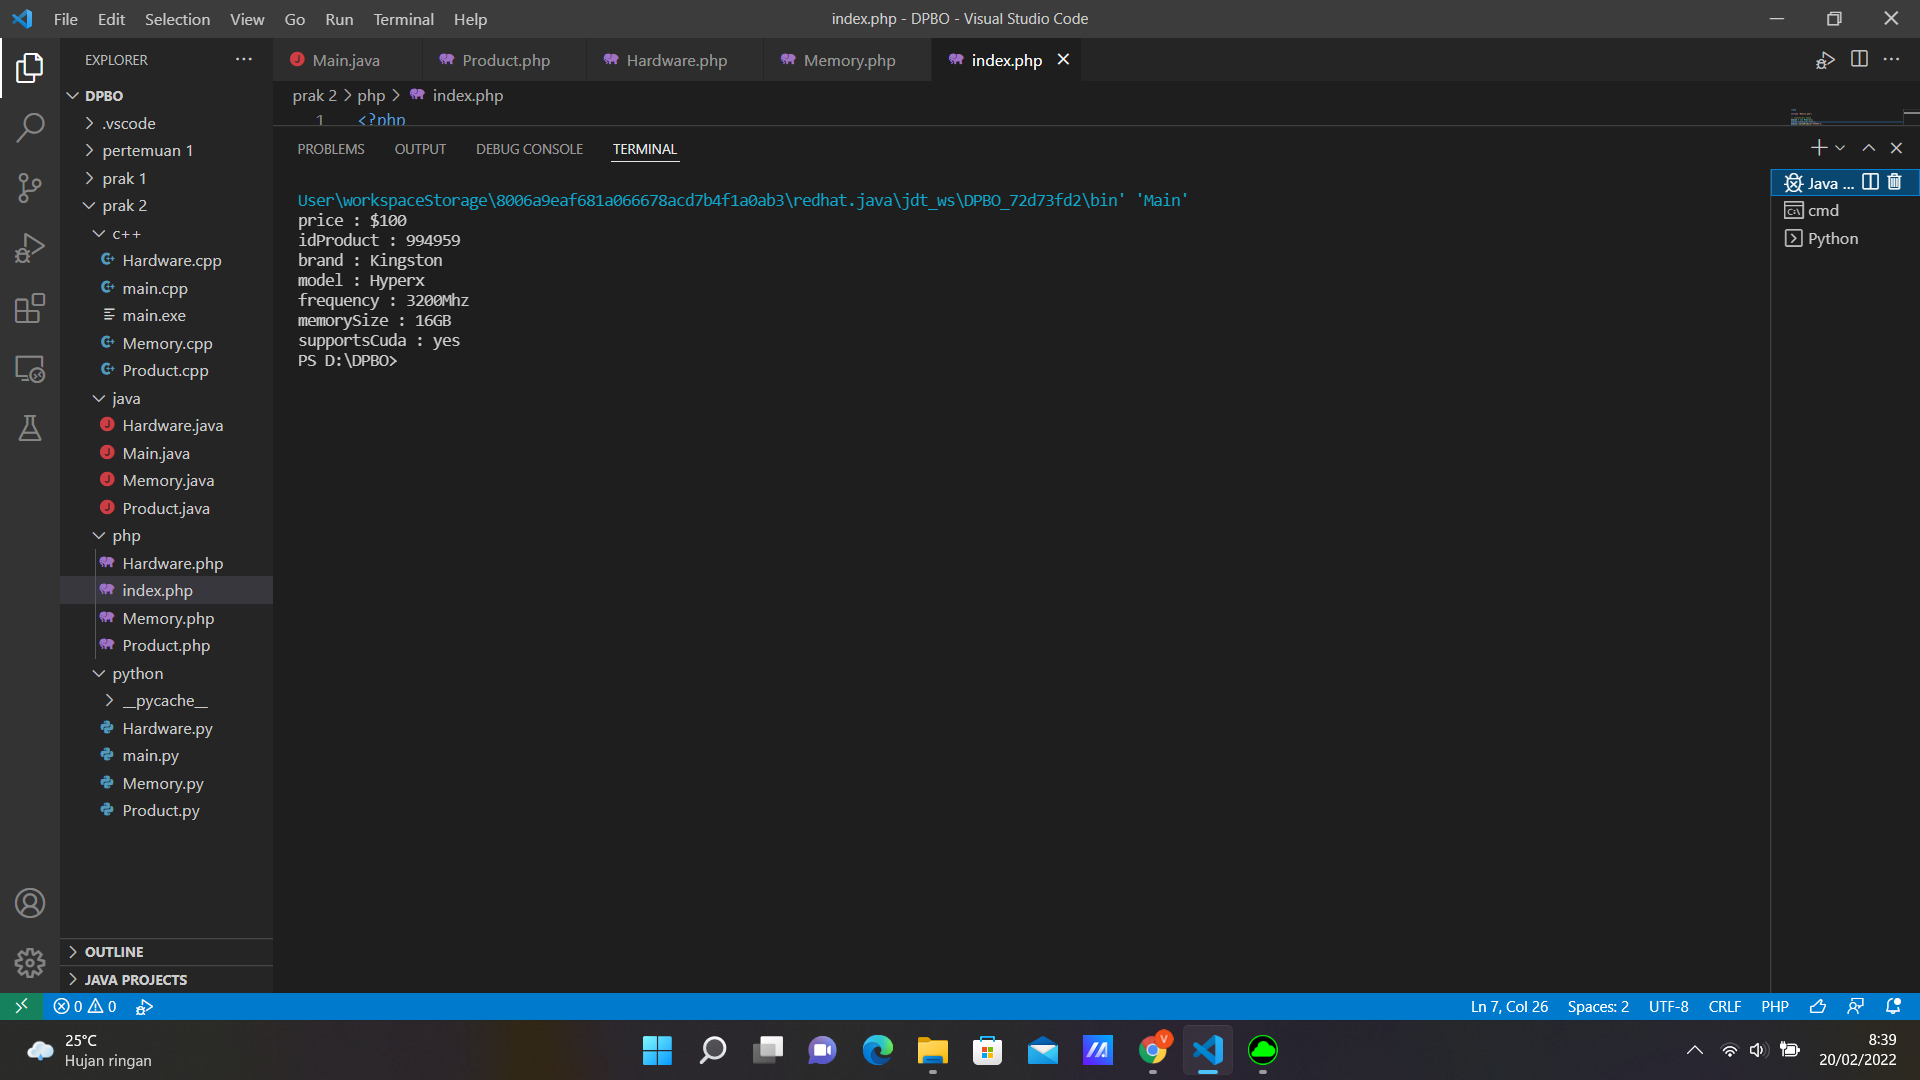 File Edit Selection View Go Run Terminal Help
index.php - DPBO - Visual Studio Code
EXPLORER
Main.java Product.php Hardware.php Memory.php index.php
prak 2 > php > index.php
1 <?php
DPBO
.vscode
pertemuan 1
prak 1
prak 2
c++
Hardware.cpp
main.cpp
main.exe
Memory.cpp
Product.cpp
java
Hardware.java
Main.java
Memory.java
Product.java
php
Hardware.php
index.php
Memory.php
Product.php
python
__pycache__
Hardware.py
main.py
Memory.py
Product.py
OUTLINE
JAVA PROJECTS
PROBLEMS OUTPUT DEBUG CONSOLE TERMINAL
User\workspaceStorage\8006a9eaf681a066678acd7b4f1a0ab3\redhat.java\jdt_ws\DPBO_72d73fd2\bin' 'Main'
price : $100
idProduct : 994959
brand : Kingston
model : Hyperx
frequency : 3200Mhz
memorySize : 16GB
supportsCuda : yes
PS D:\DPBO>
Java ...
cmd
Python
0 0
Ln 7, Col 26 Spaces: 2 UTF-8 CRLF PHP
25°C
Hujan ringan
V
8:39
20/02/2022